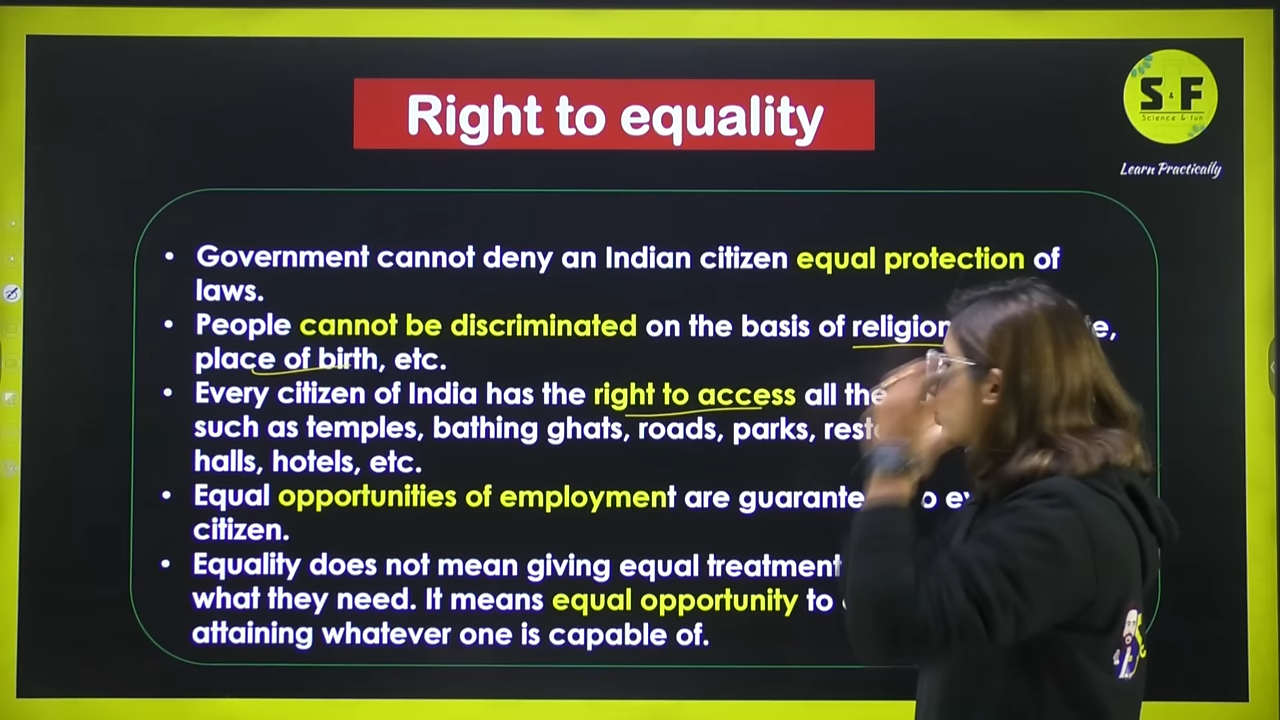 Right to equality
S & F
Science & fun
Learn Practically
• Government cannot deny an Indian citizen equal protection of
laws.
• People cannot be discriminated on the basis of religion
place of birth, etc.
• Every citizen of India has the right to access all the
such as temples, bathing ghats, roads, parks,
halls, hotels, etc.
• Equal opportunities of employment are
citizen.
• Equality does not mean giving equal treatment
what they need. It means equal opportunity to
attaining whatever one is capable of.